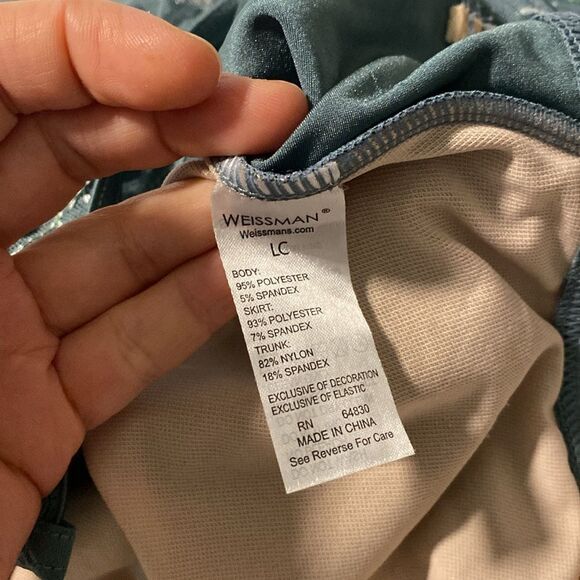 WEISSMAN®
Weissmans.com
LC
BODY:
95% POLYESTER
5% SPANDEX
SKIRT:
93% POLYESTER
7% SPANDEX
TRUNK:
82% NYLON
18% SPANDEX
EXCLUSIVE OF DECORATION
EXCLUSIVE OF ELASTIC
RN 64830
MADE IN CHINA
See Reverse For Care